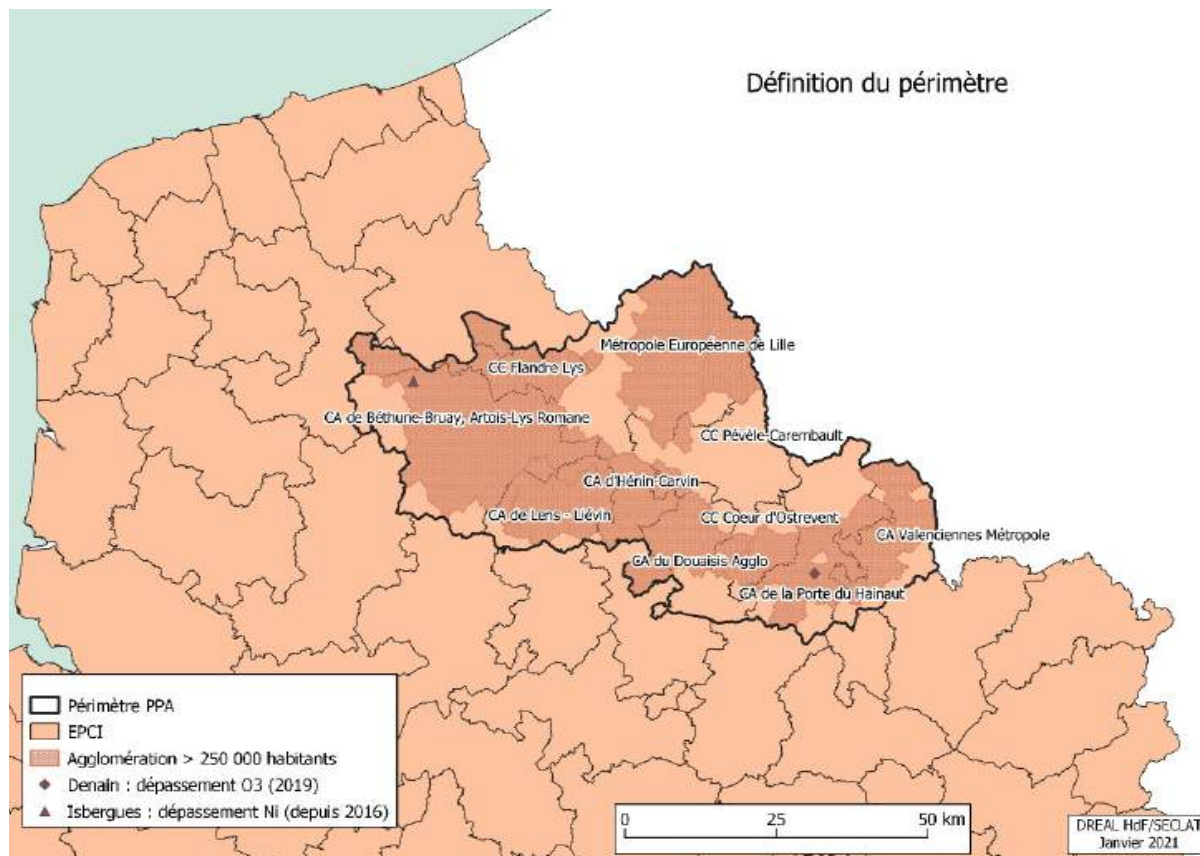 Définition du périmètre
Métropole Européenne de Lille
CC Flandre Lys
CA de Béthune-Bruay, Artois-Lys Romane
CC Pévèle-Carembault
CA d'Hénin-Carvin
CA de Lens - Liévin
CC Coeur d'Ostrevent
CA Valenciennes Métropole
CA du Douaisis Agglo
CA de la Porte du Hainaut
Périmètre PPA
EPCI
Agglomération > 250 000 habitants
Denain : dépassement O3 (2019)
Isbergues : dépassement Ni (depuis 2016)
0 25 50 km
DREAL HdF/SECLAT
Janvier 2021